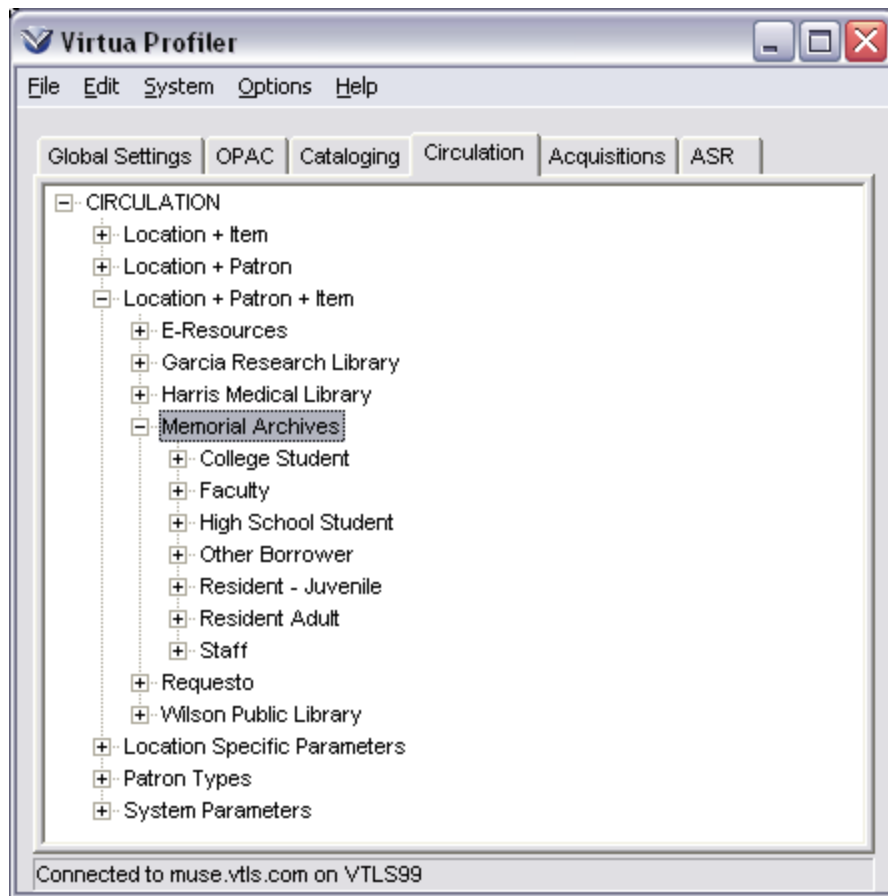 Virtua Profiler
File Edit System Options Help
Global Settings OPAC Cataloging Circulation Acquisitions ASR
CIRCULATION
Location + Item
Location + Patron
Location + Patron + Item
E-Resources
Garcia Research Library
Harris Medical Library
Memorial Archives
College Student
Faculty
High School Student
Other Borrower
Resident - Juvenile
Resident Adult
Staff
Requesto
Wilson Public Library
Location Specific Parameters
Patron Types
System Parameters
Connected to muse.vtls.com on VTLS99